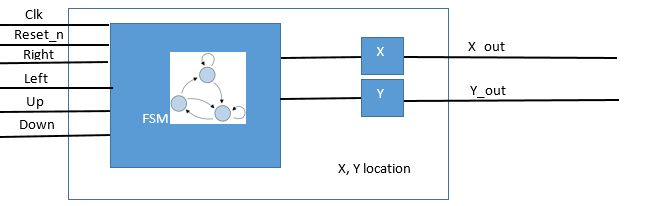 Clk
Reset_n
Right
Left
Up
Down
FSM
X
Y
X_out
Y_out
X, Y location